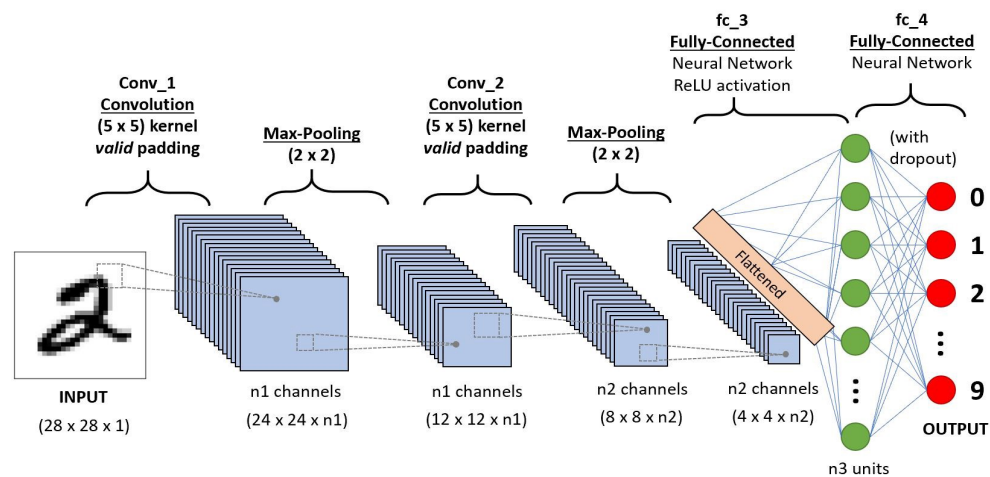 Conv_1
Convolution
(5 x 5) kernel
valid padding
Max-Pooling
(2 x 2)
Conv_2
Convolution
(5 x 5) kernel
valid padding
Max-Pooling
(2 x 2)
fc_3
Fully-Connected
Neural Network
ReLU activation
fc_4
Fully-Connected
Neural Network
(with
dropout)
2
INPUT
(28 x 28 x 1)
n1 channels
(24 x 24 x n1)
n1 channels
(12 x 12 x n1)
n2 channels
(8 x 8 x n2)
n2 channels
(4 x 4 x n2)
Flattened
n3 units
0
1
2
⋮
⋮
9
OUTPUT